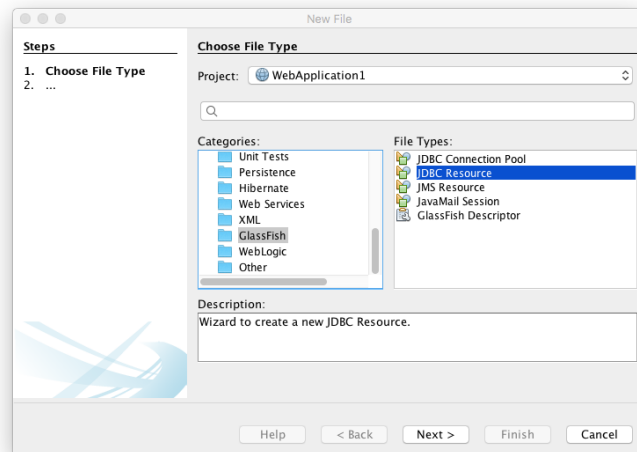 New File
Steps
1. Choose File Type
2. ...
Choose File Type
Project: WebApplication1
Categories:
Unit Tests
Persistence
Hibernate
Web Services
XML
GlassFish
WebLogic
Other
File Types:
JDBC Connection Pool
JDBC Resource
JMS Resource
JavaMail Session
GlassFish Descriptor
Description:
Wizard to create a new JDBC Resource.
Help < Back Next > Finish Cancel